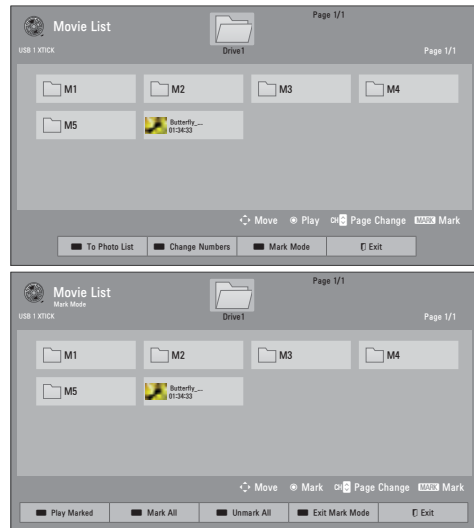 Page 1/1
Movie List
USB 1 XTICK
Drive1
Page 1/1
M1
M2
M3
M4
M5
Butterfly_...
01:34:33
Move
Play
CH Page Change
MARK Mark
To Photo List
Change Numbers
Mark Mode
Exit
Page 1/1
Movie List
Mark Mode
USB 1 XTICK
Drive1
Page 1/1
M1
M2
M3
M4
M5
Butterfly_...
01:34:33
Move
Mark
CH Page Change
MARK Mark
Play Marked
Mark All
Unmark All
Exit Mark Mode
Exit